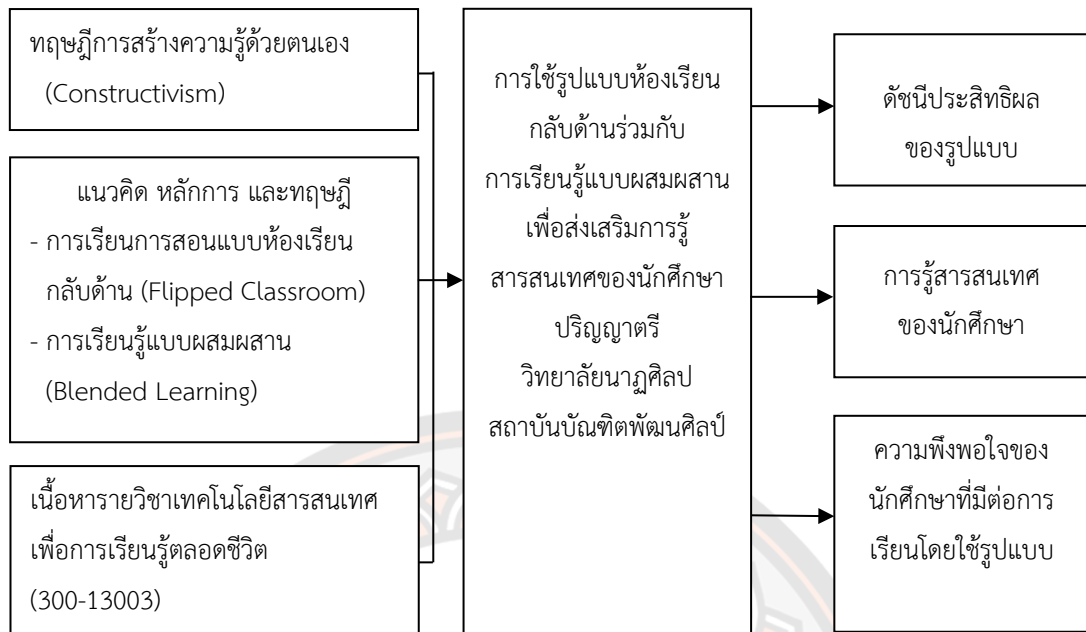 ทฤษฎีการสร้างความรู้ด้วยตนเอง
(Constructivism)
แนวคิด หลักการ และทฤษฎี
- การเรียนการสอนแบบห้องเรียน
กลับด้าน (Flipped Classroom)
- การเรียนรู้แบบผสมผสาน
(Blended Learning)
เนื้อหารายวิชาเทคโนโลยีสารสนเทศ
เพื่อการเรียนรู้ตลอดชีวิต
(300-13003)
การใช้รูปแบบห้องเรียน
กลับด้านร่วมกับ
การเรียนรู้แบบผสมผสาน
เพื่อส่งเสริมการรู้
สารสนเทศของนักศึกษา
ปริญญาตรี
วิทยาลัยนาฏศิลป
สถาบันบัณฑิตพัฒนศิลป์
ดัชนีประสิทธิผล
ของรูปแบบ
การรู้สารสนเทศ
ของนักศึกษา
ความพึงพอใจของ
นักศึกษาที่มีต่อการ
เรียนโดยใช้รูปแบบ